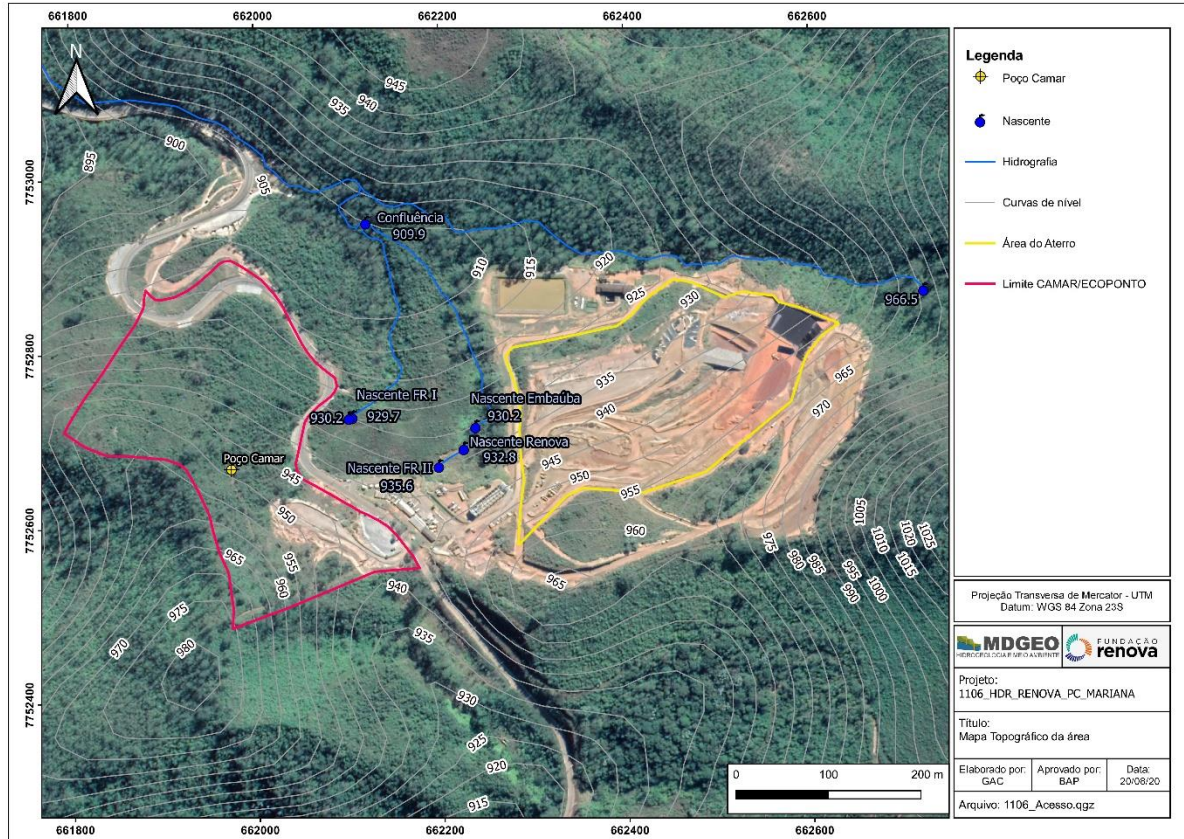 661800 662000 662200 662400 662600
7753000
7752800
7752600
7752400
N
945
940
935
900
895
905
Confluência
909.9
910
915
920
925
930
966.5
935
965
970
940
Nascente FR I
930.2
929.7
Nascente Embaúba
930.2
Nascente Renova
932.8
Nascente FR II
935.6
Poço Camar
945
945
950
955
950
960
965
955
960
940
965
975
980
985
995
990
1000
1005
1010
1020
1025
1015
975
970
980
935
930
925
920
915
0 100 200 m
661800 662000 662200 662400 662600
Legenda
Poço Camar
Nascente
Hidrografia
Curvas de nível
Área do Aterro
Limite CAMAR/ECOPONTO
Projeção Transversa de Mercator - UTM
Datum: WGS 84 Zona 23S
MDGEO
HIDROGEOLOGIA E MEIO AMBIENTE
FUNDAÇÃO
renova
Projeto:
1106_HDR_RENOVA_PC_MARIANA
Título:
Mapa Topográfico da área
Elaborado por:
GAC
Aprovado por:
BAP
Data:
20/08/20
Arquivo: 1106_Acesso.qgz